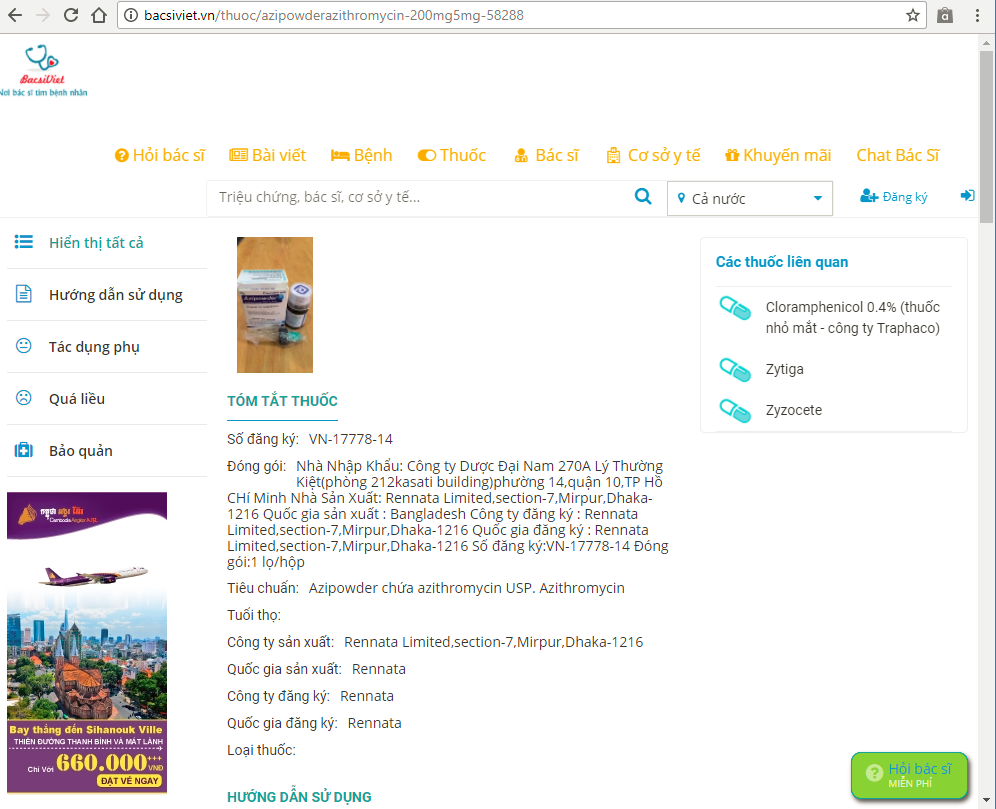 bacsiviet.vn/thuoc/azipowderazithromycin-200mg5mg-58288
BacsiViet
Nơi bác sĩ tìm bệnh nhân
Hỏi bác sĩ
Bài viết
Bệnh
Thuốc
Bác sĩ
Cơ sở y tế
Khuyến mãi
Chat Bác Sĩ
Triệu chứng, bác sĩ, cơ sở y tế...
Cả nước
Đăng ký
Hiển thị tất cả
Hướng dẫn sử dụng
Tác dụng phụ
Quá liều
Bảo quản
Cambodia Angkor Air
Bay thẳng đến Sihanouk Ville
THIÊN ĐƯỜNG THANH BÌNH VÀ MÁT LÀNH
Chỉ Với 660.000+++ VNĐ
ĐẶT VÉ NGAY
Azipowder
TÓM TẮT THUỐC
Số đăng ký: VN-17778-14
Đóng gói: Nhà Nhập Khẩu: Công ty Dược Đại Nam 270A Lý Thường
Kiệt(phòng 212kasati building)phường 14,quận 10,TP Hồ
CHí Minh Nhà Sản Xuất: Rennata Limited,section-7,Mirpur,Dhaka-
1216 Quốc gia sản xuất : Bangladesh Công ty đăng ký : Rennata
Limited,section-7,Mirpur,Dhaka-1216 Quốc gia đăng ký : Rennata
Limited,section-7,Mirpur,Dhaka-1216 Số đăng ký:VN-17778-14 Đóng
gói:1 lọ/hộp
Tiêu chuẩn: Azipowder chứa azithromycin USP. Azithromycin
Tuổi thọ:
Công ty sản xuất: Rennata Limited,section-7,Mirpur,Dhaka-1216
Quốc gia sản xuất: Rennata
Công ty đăng ký: Rennata
Quốc gia đăng ký: Rennata
Loại thuốc:
HƯỚNG DẪN SỬ DỤNG
Các thuốc liên quan
Cloramphenicol 0.4% (thuốc
nhỏ mắt - công ty Traphaco)
Zytiga
Zyzocete
Hỏi bác sĩ
MIỄN PHÍ